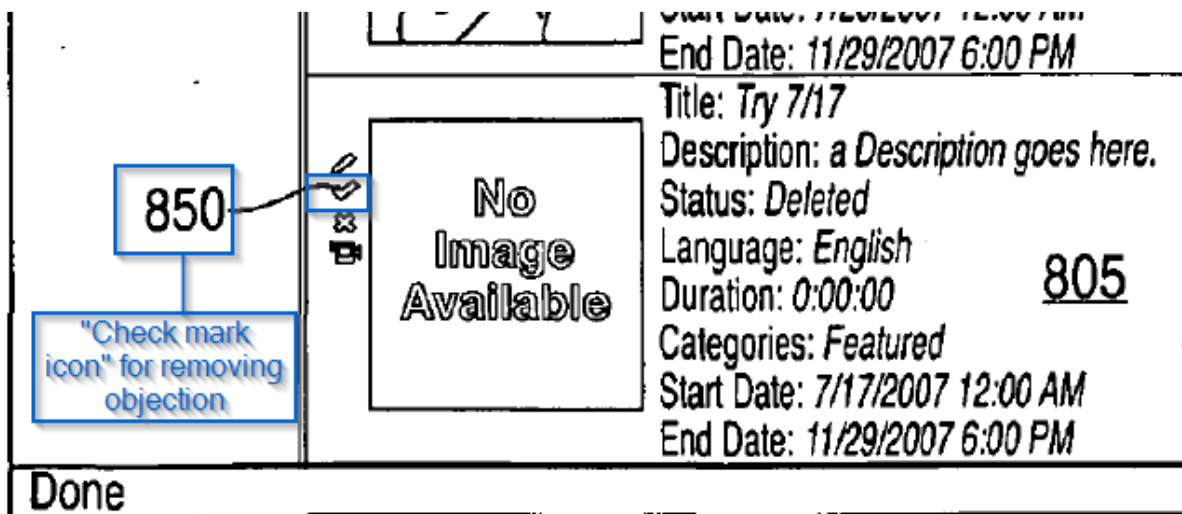 End Date: 11/29/2007 6:00 PM
Title: Try 7/17
Description: a Description goes here.
Status: Deleted
Language: English
Duration: 0:00:00
Categories: Featured
Start Date: 7/17/2007 12:00 AM
End Date: 11/29/2007 6:00 PM
No
Image
Available
805
850
"Check mark
icon" for removing
objection
Done